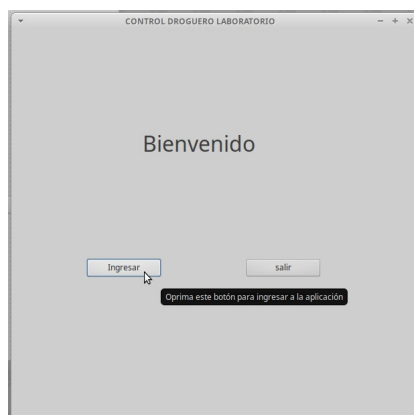 CONTROL DROGUERO LABORATORIO
Bienvenido
Ingresar
salir
Oprima este botón para ingresar a la aplicación